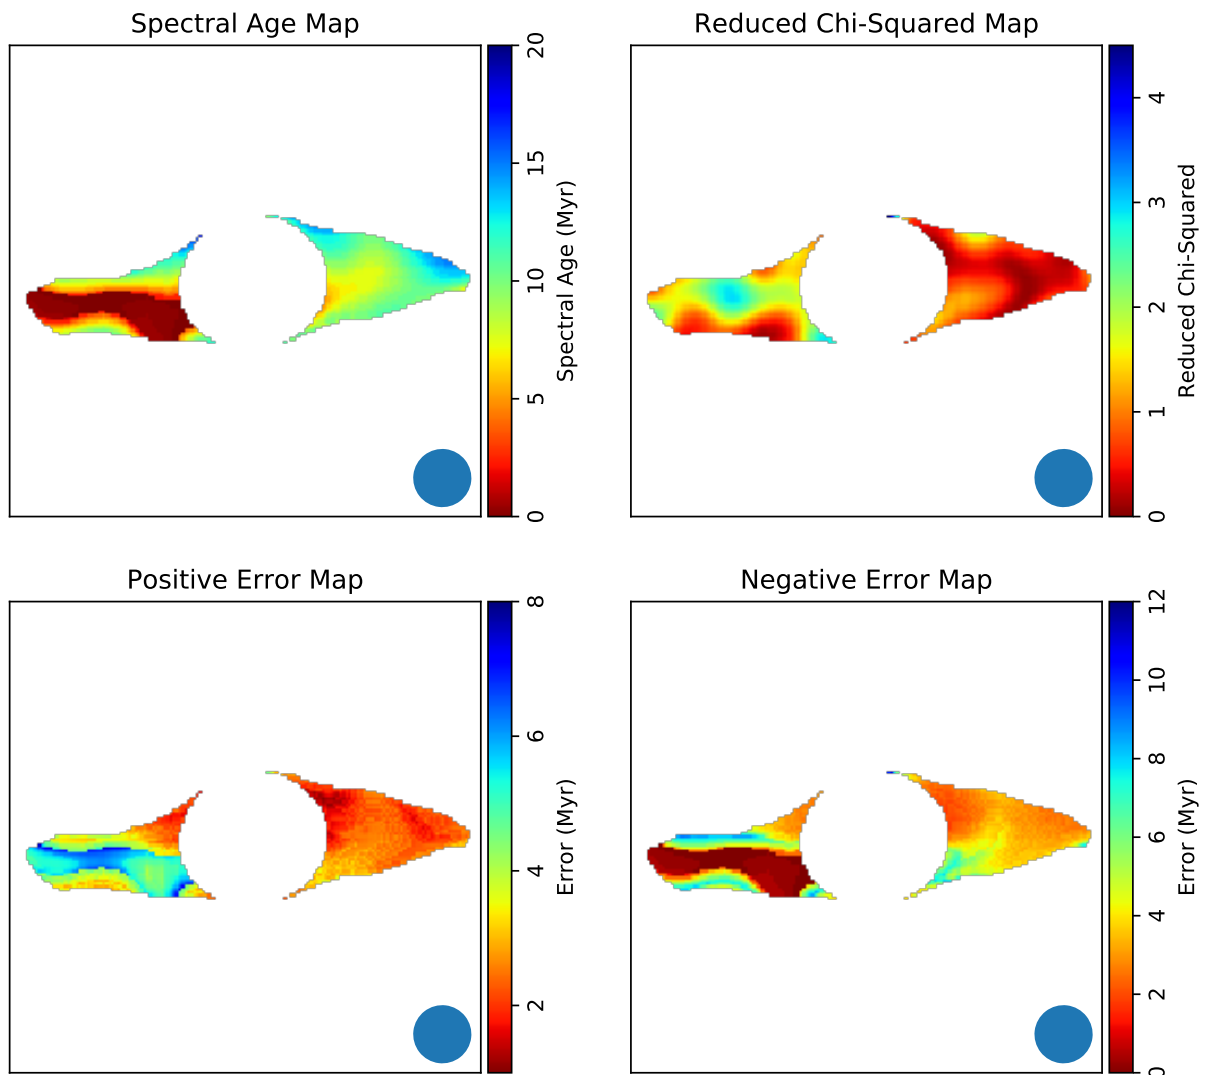 Spectral Age Map
0
5
10
15
20
Spectral Age (Myr)
Reduced Chi-Squared Map
0
1
2
3
4
Reduced Chi-Squared
Positive Error Map
2
4
6
8
Error (Myr)
Negative Error Map
0
2
4
6
8
10
12
Error (Myr)